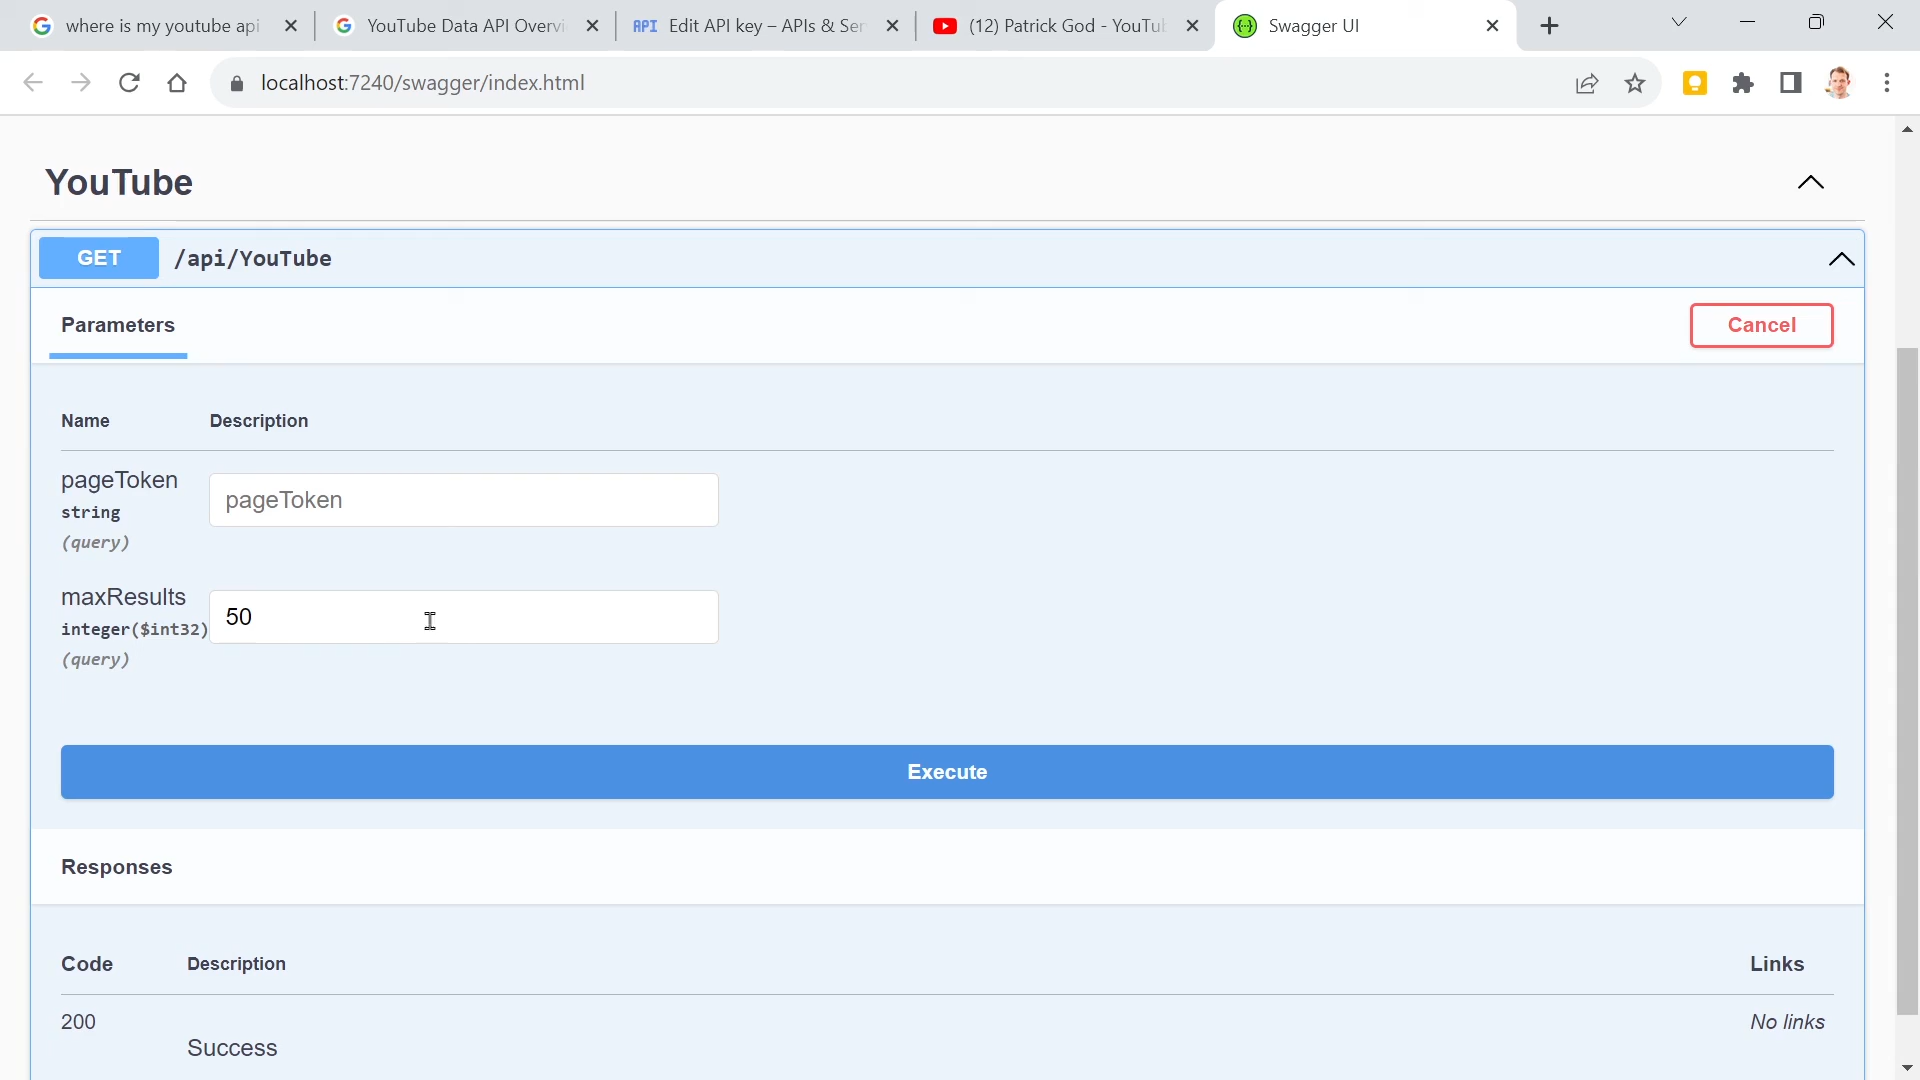 where is my youtube api
YouTube Data API Overvi
API Edit API key – APIs & Ser
(12) Patrick God - YouTub
Swagger UI
localhost:7240/swagger/index.html
YouTube
GET /api/YouTube
Parameters
Cancel
Name Description
pageToken
string
(query)
pageToken
maxResults
integer($int32)
(query)
50
Execute
Responses
Code Description Links
200 No links
Success